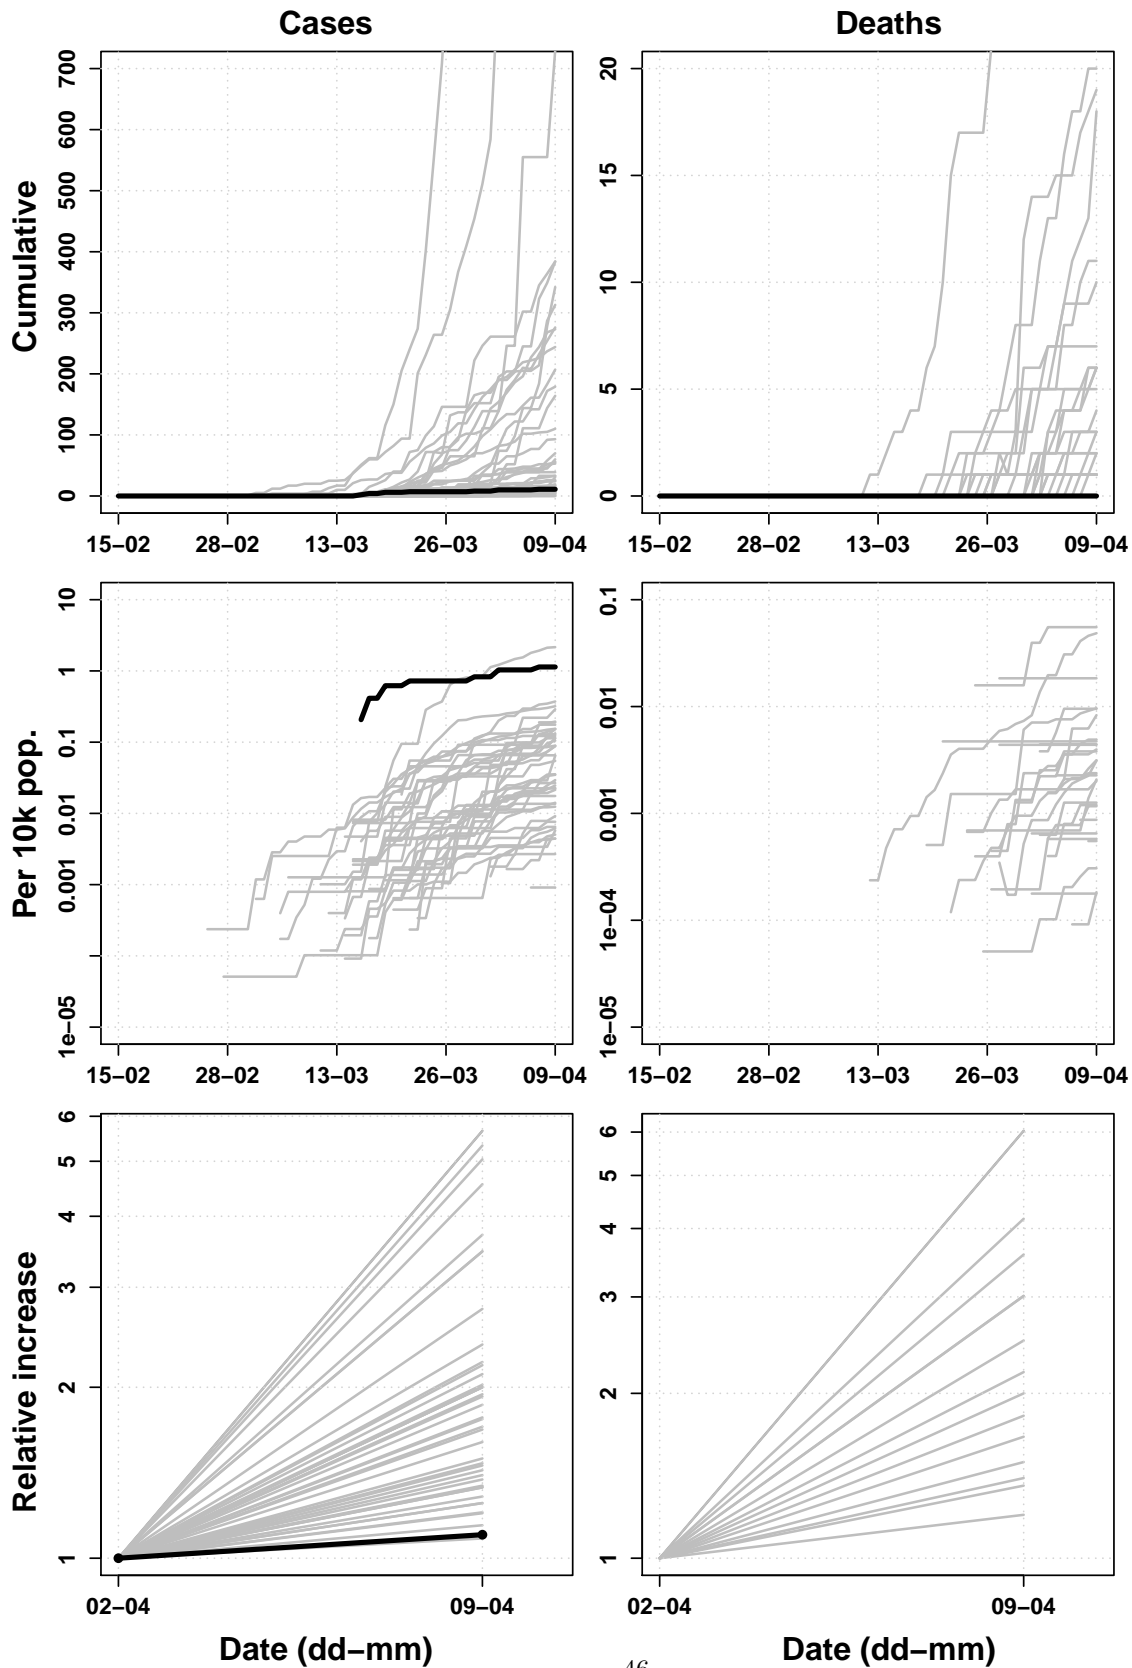 Cases
Deaths
Cumulative
0 100 200 300 400 500 600 700
15−02 28−02 13−03 26−03 09−04
0 5 10 15 20
15−02 28−02 13−03 26−03 09−04
Per 10k pop.
1e−05 0.001 0.01 0.1 1 10
15−02 28−02 13−03 26−03 09−04
1e−05 1e−04 0.001 0.01 0.1
15−02 28−02 13−03 26−03 09−04
Relative increase
1 2 3 4 5 6
02−04 09−04
1 2 3 4 5 6
02−04 09−04
Date (dd−mm)
Date (dd−mm)